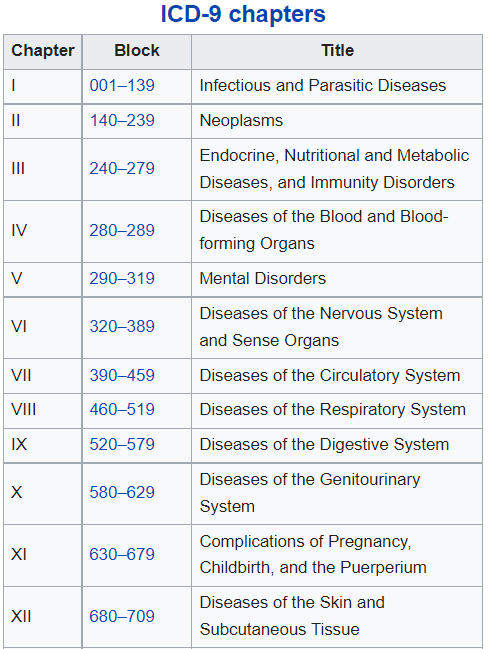 ICD-9 chapters
Chapter Block Title
I 001–139 Infectious and Parasitic Diseases
II 140–239 Neoplasms
III 240–279 Endocrine, Nutritional and Metabolic
Diseases, and Immunity Disorders
IV 280–289 Diseases of the Blood and Blood-
forming Organs
V 290–319 Mental Disorders
VI 320–389 Diseases of the Nervous System
and Sense Organs
VII 390–459 Diseases of the Circulatory System
VIII 460–519 Diseases of the Respiratory System
IX 520–579 Diseases of the Digestive System
X 580–629 Diseases of the Genitourinary
System
XI 630–679 Complications of Pregnancy,
Childbirth, and the Puerperium
XII 680–709 Diseases of the Skin and
Subcutaneous Tissue